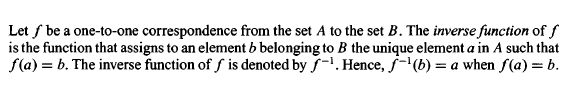 Let f be a one-to-one correspondence from the set A to the set B. The inverse function of f
is the function that assigns to an element b belonging to B the unique element a in A such that
f(a) = b. The inverse function of f is denoted by f⁻¹. Hence, f⁻¹(b) = a when f(a) = b.